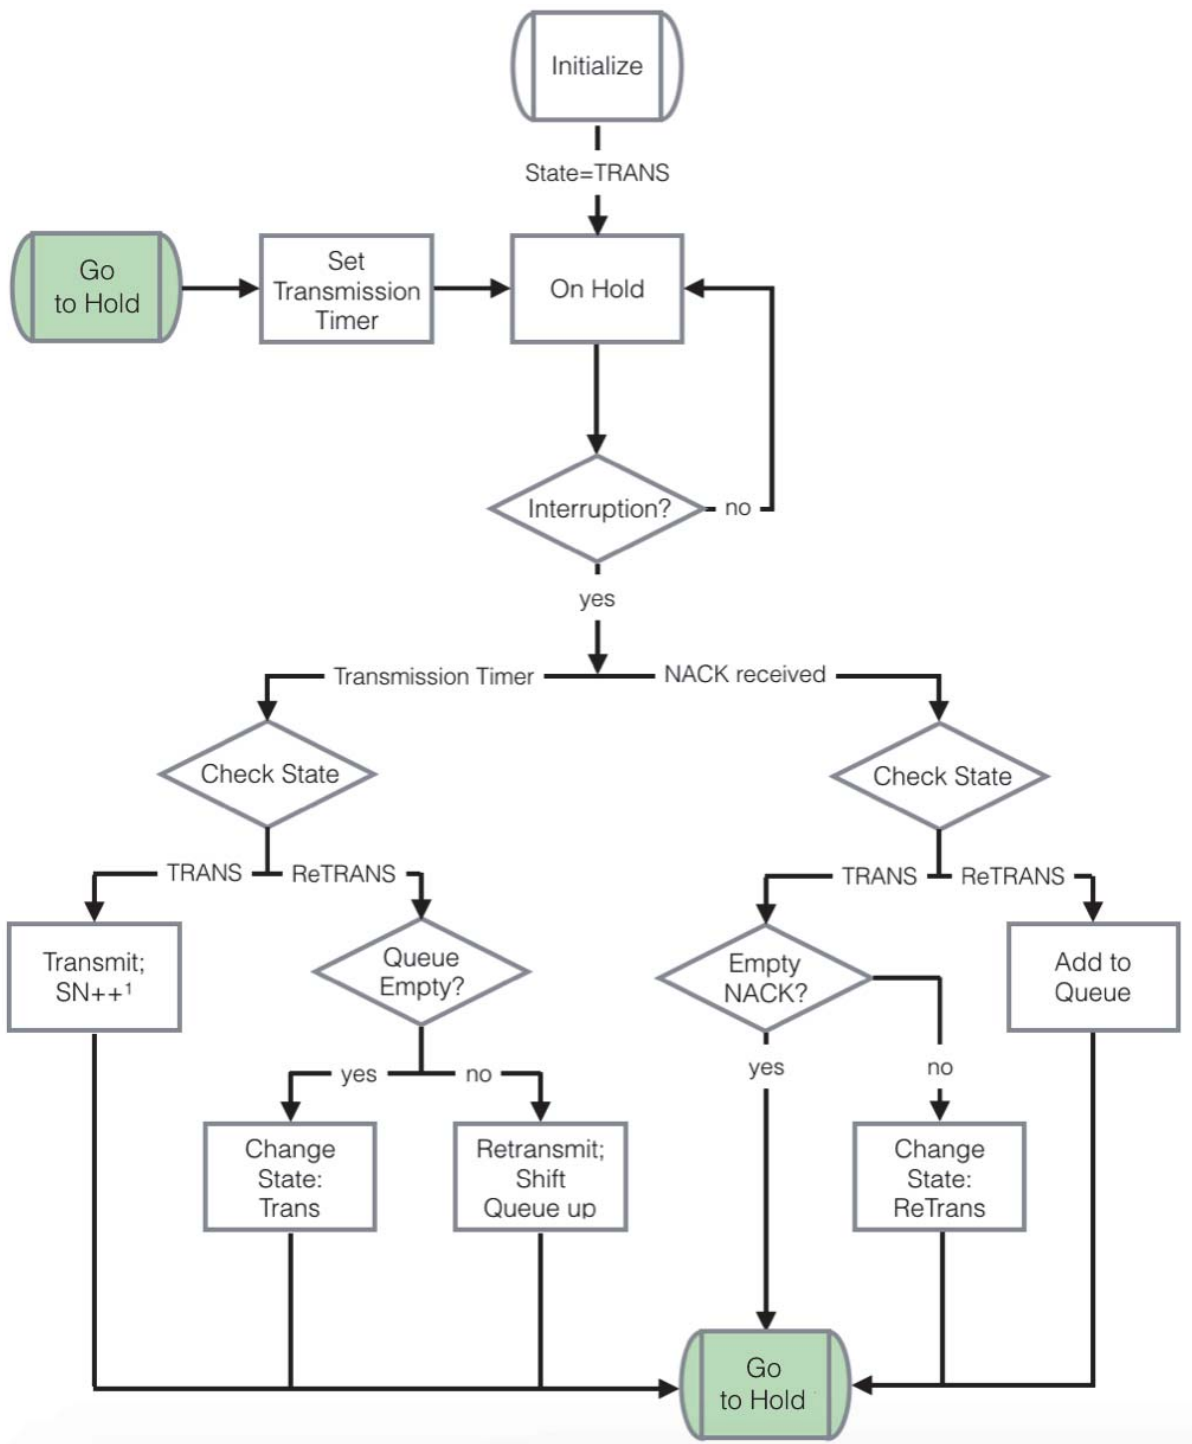 Initialize
State=TRANS
Go
to Hold
Set
Transmission
Timer
On Hold
Interruption?
no
yes
Transmission Timer
NACK received
Check State
Check State
TRANS
ReTRANS
TRANS
ReTRANS
Transmit;
SN++¹
Queue
Empty?
Empty
NACK?
Add to
Queue
yes
no
yes
no
Change
State:
Trans
Retransmit;
Shift
Queue up
Change
State:
ReTrans
Go
to Hold